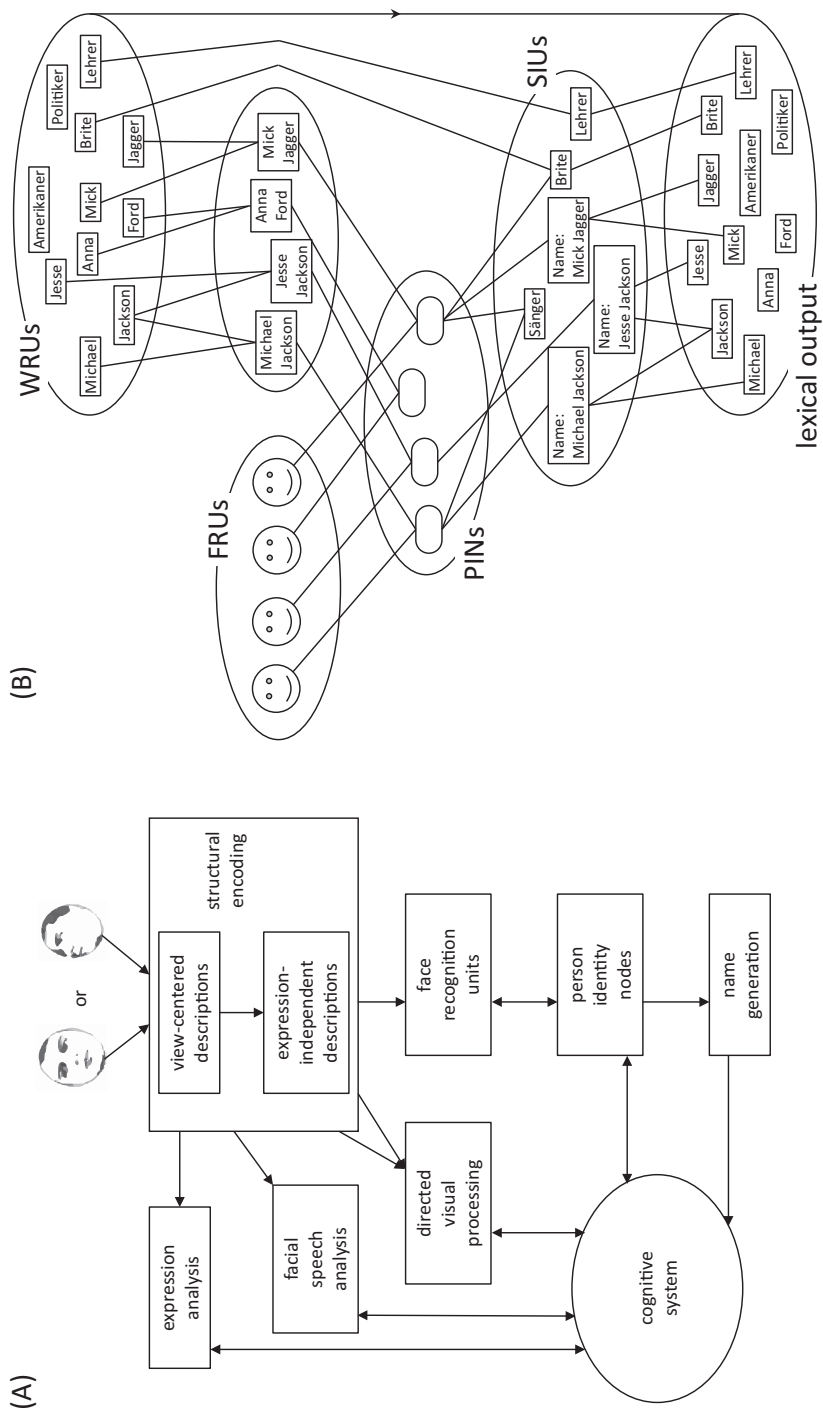 (A)
or
view-centered
descriptions
structural
encoding
expression-
independent
descriptions
expression
analysis
facial
speech
analysis
directed
visual
processing
face
recognition
units
person
identity
nodes
name
generation
cognitive
system
(B)
WRUs
Michael
Jackson
Jesse
Anna
Amerikaner
Ford
Mick
Jagger
Brite
Politiker
Lehrer
Michael
Jackson
Jesse
Jackson
Anna
Ford
Mick
Jagger
FRUs
PINs
SIUs
Name:
Michael Jackson
Sänger
Name:
Jesse Jackson
Name:
Mick Jagger
Brite
Lehrer
lexical output
Michael
Jackson
Anna
Jesse
Mick
Ford
Jagger
Amerikaner
Brite
Politiker
Lehrer